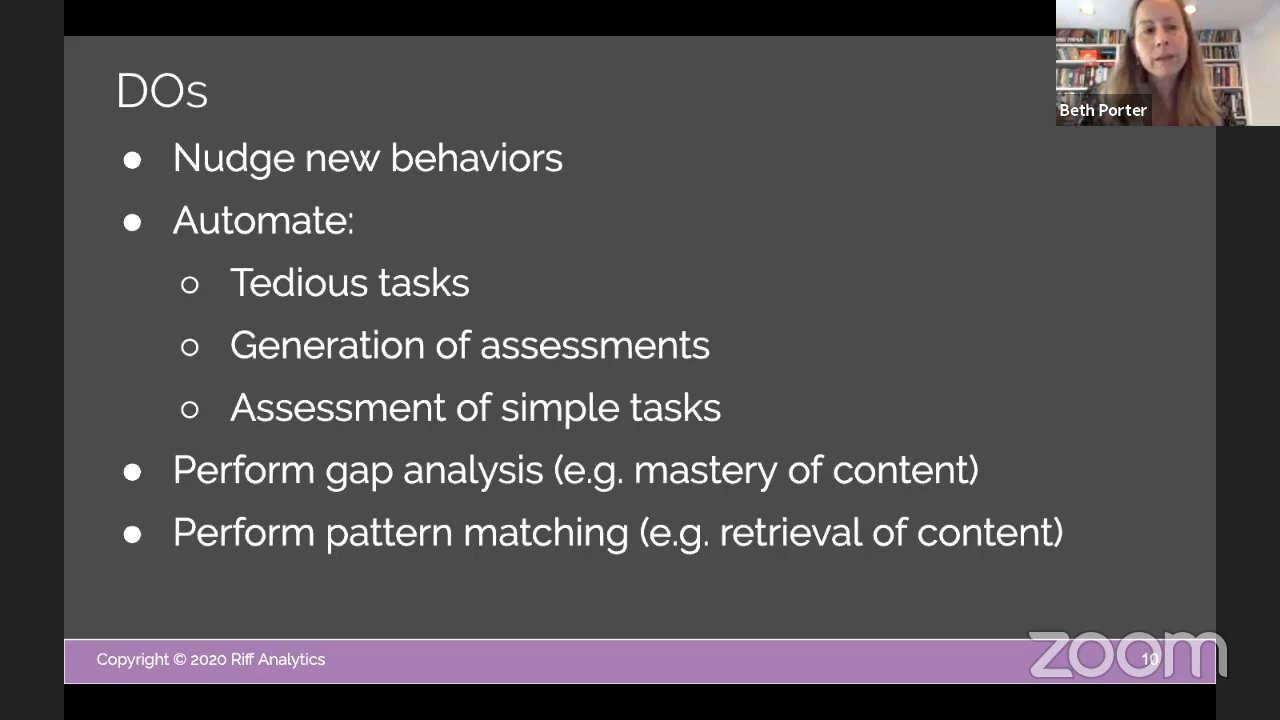 DOs
● Nudge new behaviors
● Automate:
○ Tedious tasks
○ Generation of assessments
○ Assessment of simple tasks
● Perform gap analysis (e.g. mastery of content)
● Perform pattern matching (e.g. retrieval of content)
Beth Porter
Copyright © 2020 Riff Analytics
10
zoom